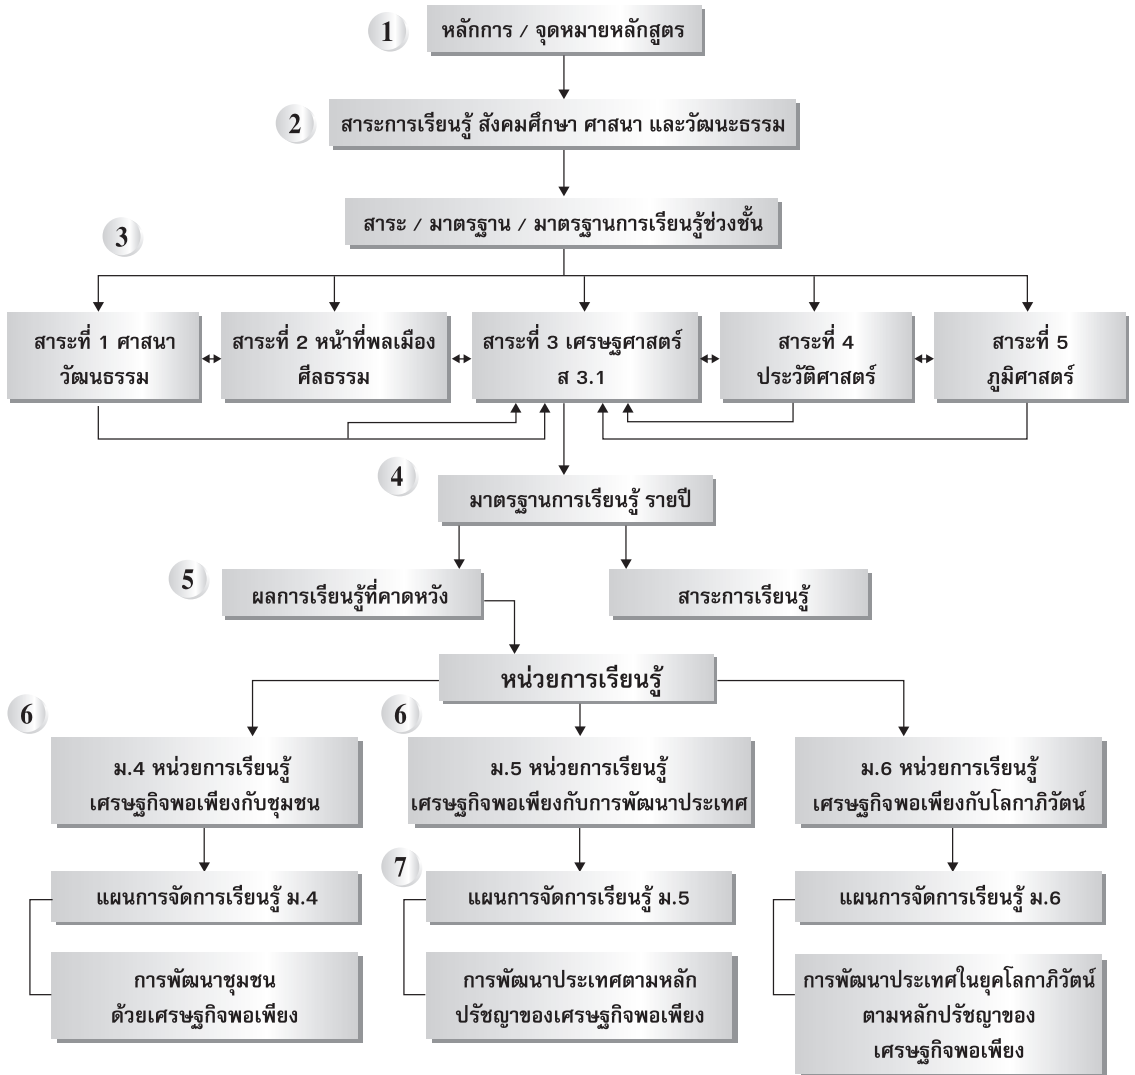 1
หลักการ / จุดหมายหลักสูตร
2
สาระการเรียนรู้ สังคมศึกษา ศาสนา และวัฒนะธรรม
สาระ / มาตรฐาน / มาตรฐานการเรียนรู้ช่วงชั้น
3
สาระที่ 1 ศาสนา
วัฒนธรรม
สาระที่ 2 หน้าที่พลเมือง
ศีลธรรม
สาระที่ 3 เศรษฐศาสตร์
ส 3.1
สาระที่ 4
ประวัติศาสตร์
สาระที่ 5
ภูมิศาสตร์
4
มาตรฐานการเรียนรู้ รายปี
5
ผลการเรียนรู้ที่คาดหวัง
สาระการเรียนรู้
หน่วยการเรียนรู้
6
ม.4 หน่วยการเรียนรู้
เศรษฐกิจพอเพียงกับชุมชน
6
ม.5 หน่วยการเรียนรู้
เศรษฐกิจพอเพียงกับการพัฒนาประเทศ
ม.6 หน่วยการเรียนรู้
เศรษฐกิจพอเพียงกับโลกาภิวัตน์
แผนการจัดการเรียนรู้ ม.4
7
แผนการจัดการเรียนรู้ ม.5
แผนการจัดการเรียนรู้ ม.6
การพัฒนาชุมชน
ด้วยเศรษฐกิจพอเพียง
การพัฒนาประเทศตามหลัก
ปรัชญาของเศรษฐกิจพอเพียง
การพัฒนาประเทศในยุคโลกาภิวัตน์
ตามหลักปรัชญาของ
เศรษฐกิจพอเพียง